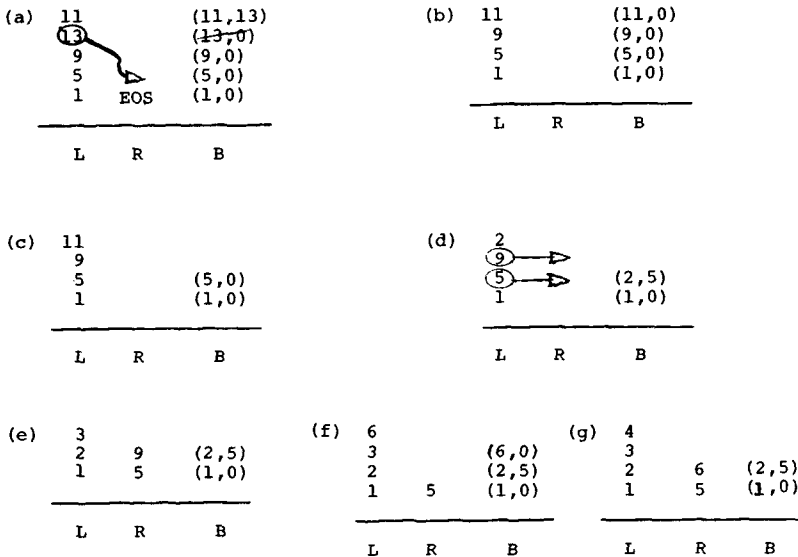 (a) 11 (11,13)
13 (13,0)
9 (9,0)
5 (5,0)
1 EOS (1,0)
L R B
(b) 11 (11,0)
9 (9,0)
5 (5,0)
1 (1,0)
L R B
(c) 11
9
5 (5,0)
1 (1,0)
L R B
(d) 2
9
5 (2,5)
1 (1,0)
L R B
(e) 3
2 9 (2,5)
1 5 (1,0)
L R B
(f) 6
3 (6,0)
2 (2,5)
1 5 (1,0)
L R B
(g) 4
3
2 6 (2,5)
1 5 (1,0)
L R B